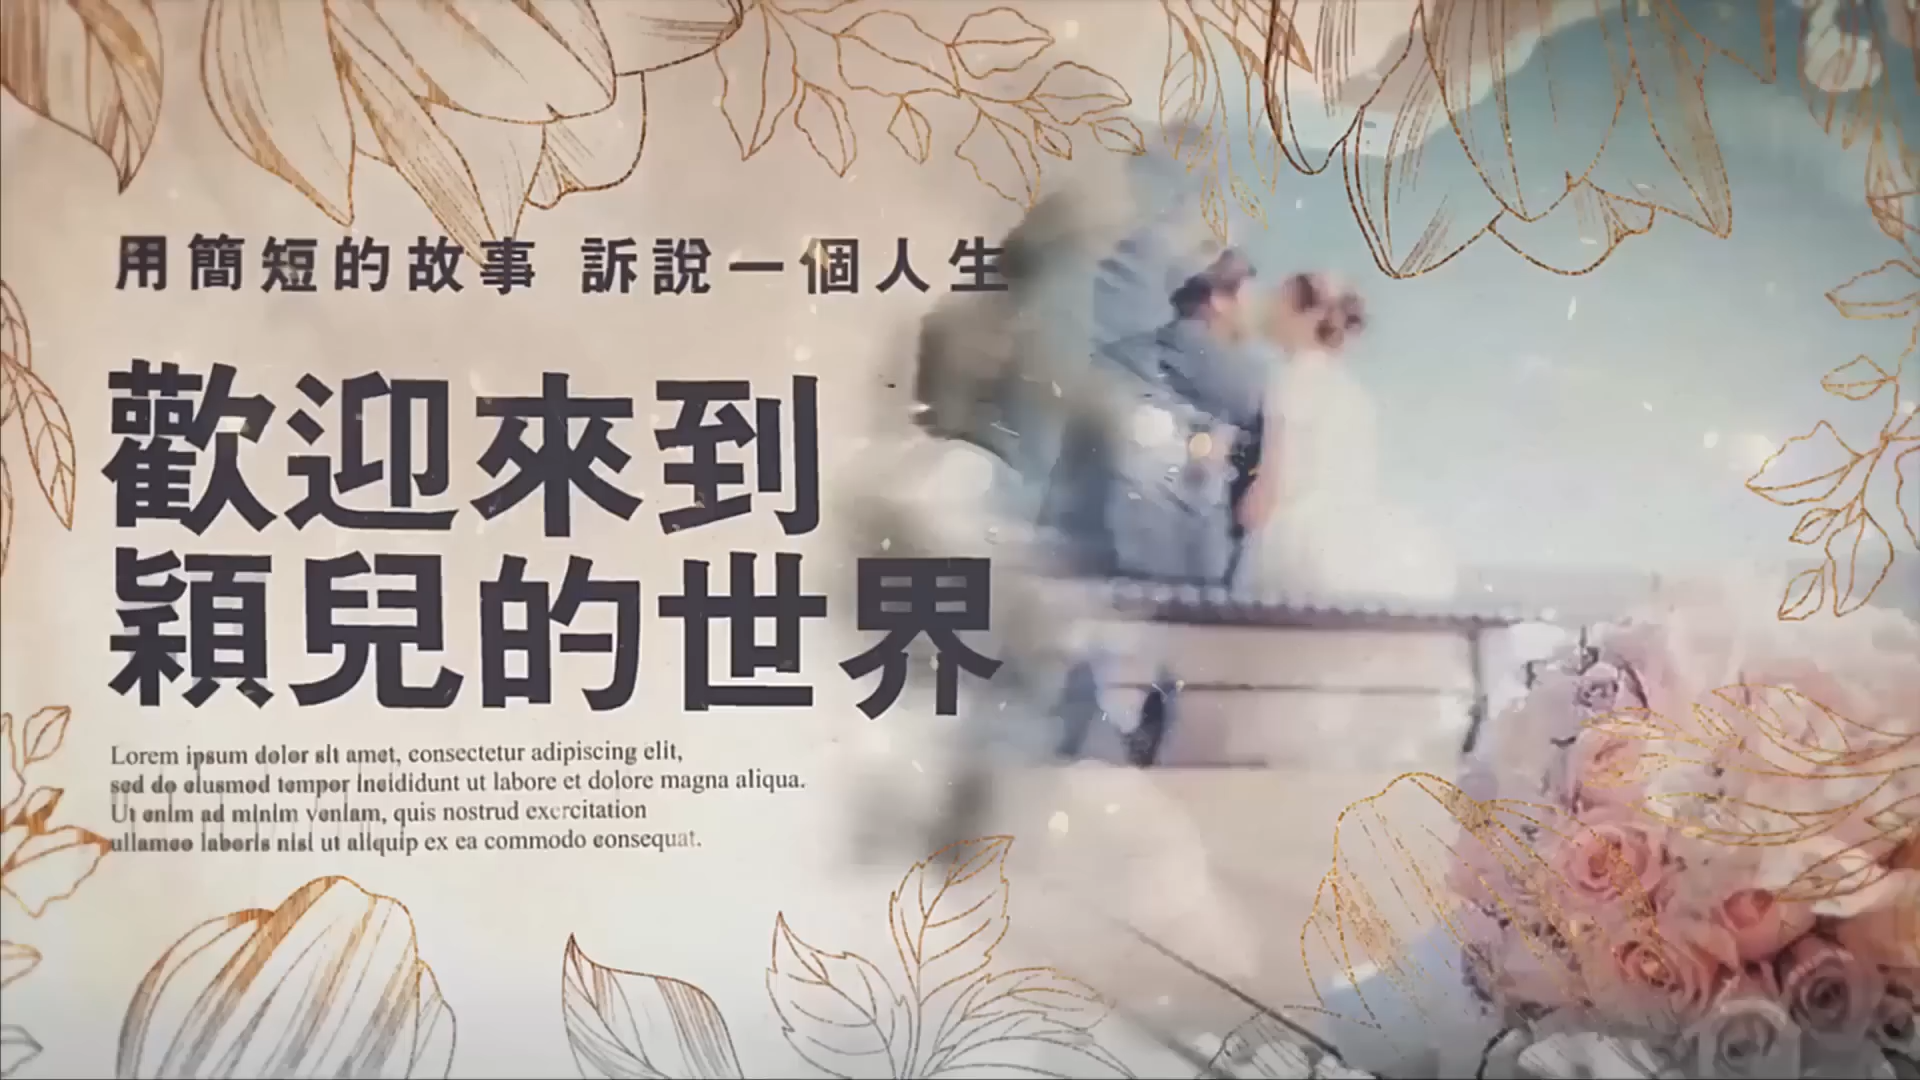 用簡短的故事 訴說一個人生
歡迎來到
穎兒的世界
Lorem ipsum dolor sit amet, consectetur adipiscing elit,
sed do eiusmod tempor incididunt ut labore et dolore magna aliqua.
Ut enim ad minim veniam, quis nostrud exercitation
ullamco laboris nisi ut aliquip ex ea commodo consequat.